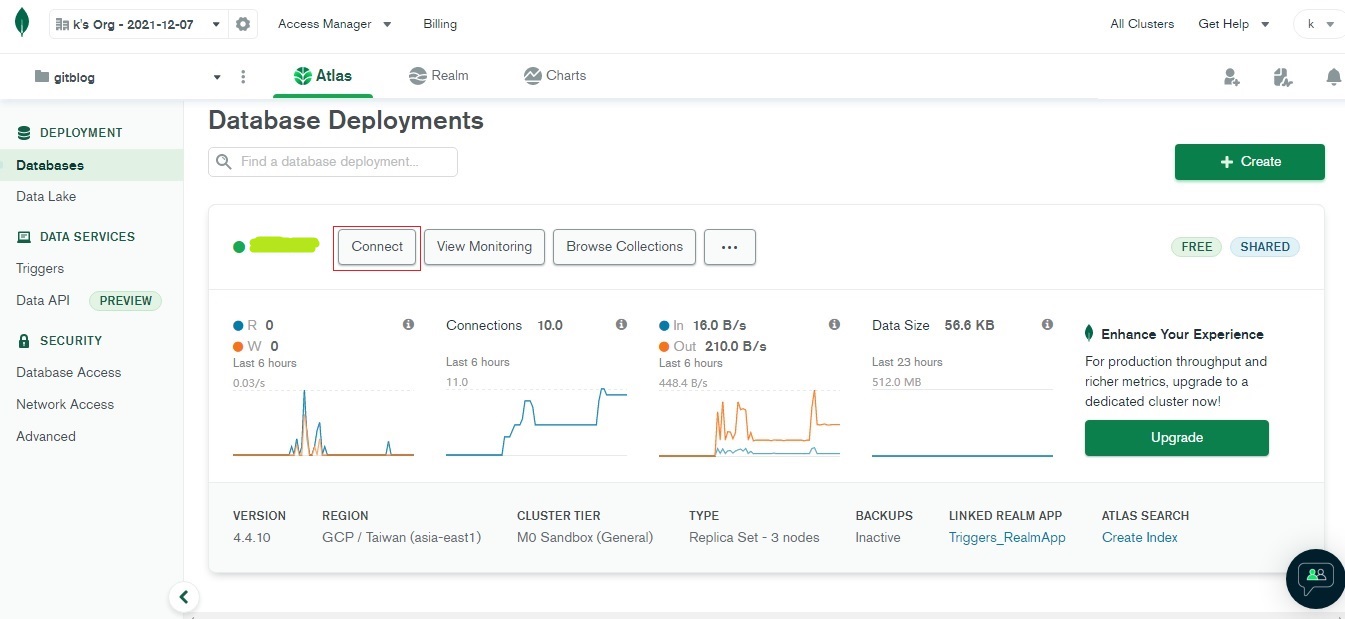 k's Org - 2021-12-07
Access Manager
Billing
All Clusters
Get Help
k
gitblog
Atlas
Realm
Charts
DEPLOYMENT
Databases
Data Lake
DATA SERVICES
Triggers
Data API PREVIEW
SECURITY
Database Access
Network Access
Advanced
Database Deployments
Find a database deployment...
+ Create
Connect
View Monitoring
Browse Collections
...
FREE
SHARED
R 0
W 0
Last 6 hours
0.03/s
Connections 10.0
Last 6 hours
11.0
In 16.0 B/s
Out 210.0 B/s
Last 6 hours
448.4 B/s
Data Size 56.6 KB
Last 23 hours
512.0 MB
Enhance Your Experience
For production throughput and
richer metrics, upgrade to a
dedicated cluster now!
Upgrade
VERSION
4.4.10
REGION
GCP / Taiwan (asia-east1)
CLUSTER TIER
M0 Sandbox (General)
TYPE
Replica Set - 3 nodes
BACKUPS
Inactive
LINKED REALM APP
Triggers_RealmApp
ATLAS SEARCH
Create Index